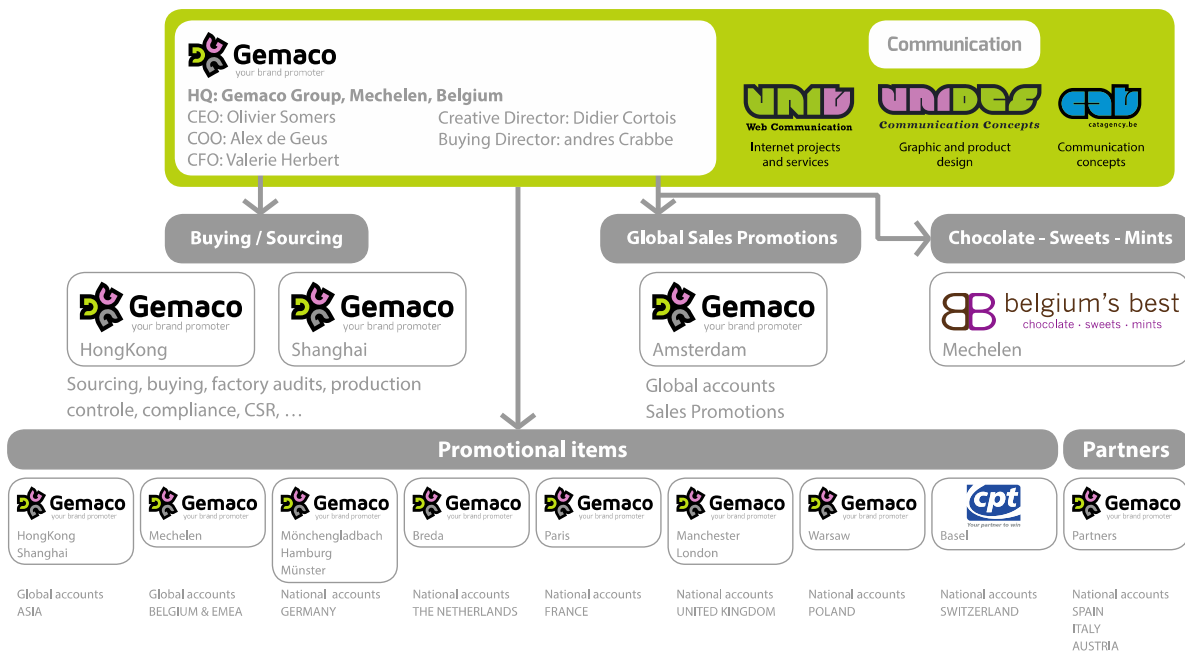 Gemaco
your brand promoter
HQ: Gemaco Group, Mechelen, Belgium
CEO: Olivier Somers
COO: Alex de Geus
CFO: Valerie Herbert
Creative Director: Didier Cortois
Buying Director: andres Crabbe
Communication
UNIT
Web Communication
Internet projects
and services
UNIDES
Communication Concepts
Graphic and product
design
cab
catagency.be
Communication
concepts
Buying / Sourcing
Gemaco
your brand promoter
HongKong
Gemaco
your brand promoter
Shanghai
Sourcing, buying, factory audits, production
controle, compliance, CSR, …
Global Sales Promotions
Gemaco
your brand promoter
Amsterdam
Global accounts
Sales Promotions
Chocolate - Sweets - Mints
BB
belgium's best
chocolate · sweets · mints
Mechelen
Promotional items
Gemaco
your brand promoter
HongKong
Shanghai
Global accounts
ASIA
Gemaco
your brand promoter
Mechelen
Global accounts
BELGIUM & EMEA
Gemaco
your brand promoter
Mönchengladbach
Hamburg
Münster
National accounts
GERMANY
Gemaco
your brand promoter
Breda
National accounts
THE NETHERLANDS
Gemaco
your brand promoter
Paris
National accounts
FRANCE
Gemaco
your brand promoter
Manchester
London
National accounts
UNITED KINGDOM
Gemaco
your brand promoter
Warsaw
National accounts
POLAND
cpt
Your partner to win
Basel
National accounts
SWITZERLAND
Partners
Gemaco
your brand promoter
Partners
National accounts
SPAIN
ITALY
AUSTRIA